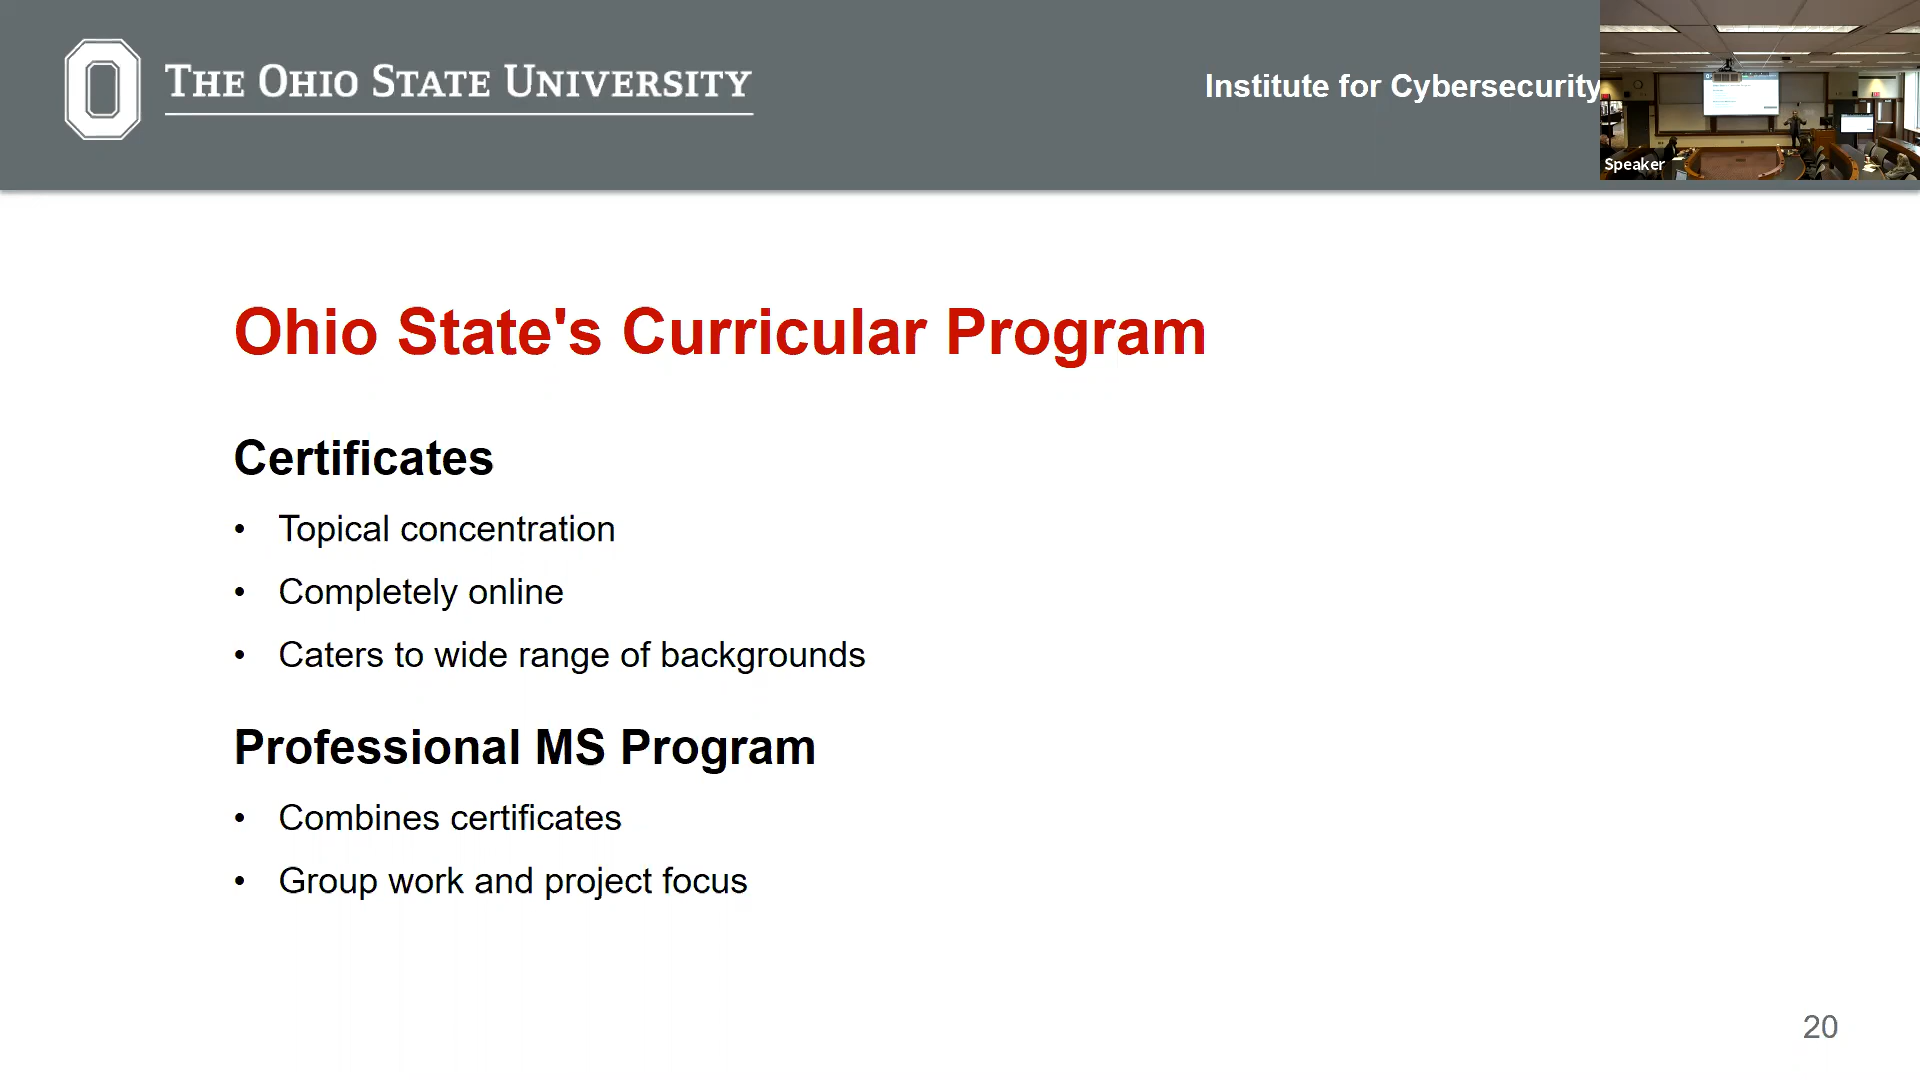 THE OHIO STATE UNIVERSITY
Institute for Cybersecurity
Speaker
Ohio State's Curricular Program
Certificates
• Topical concentration
• Completely online
• Caters to wide range of backgrounds
Professional MS Program
• Combines certificates
• Group work and project focus
20